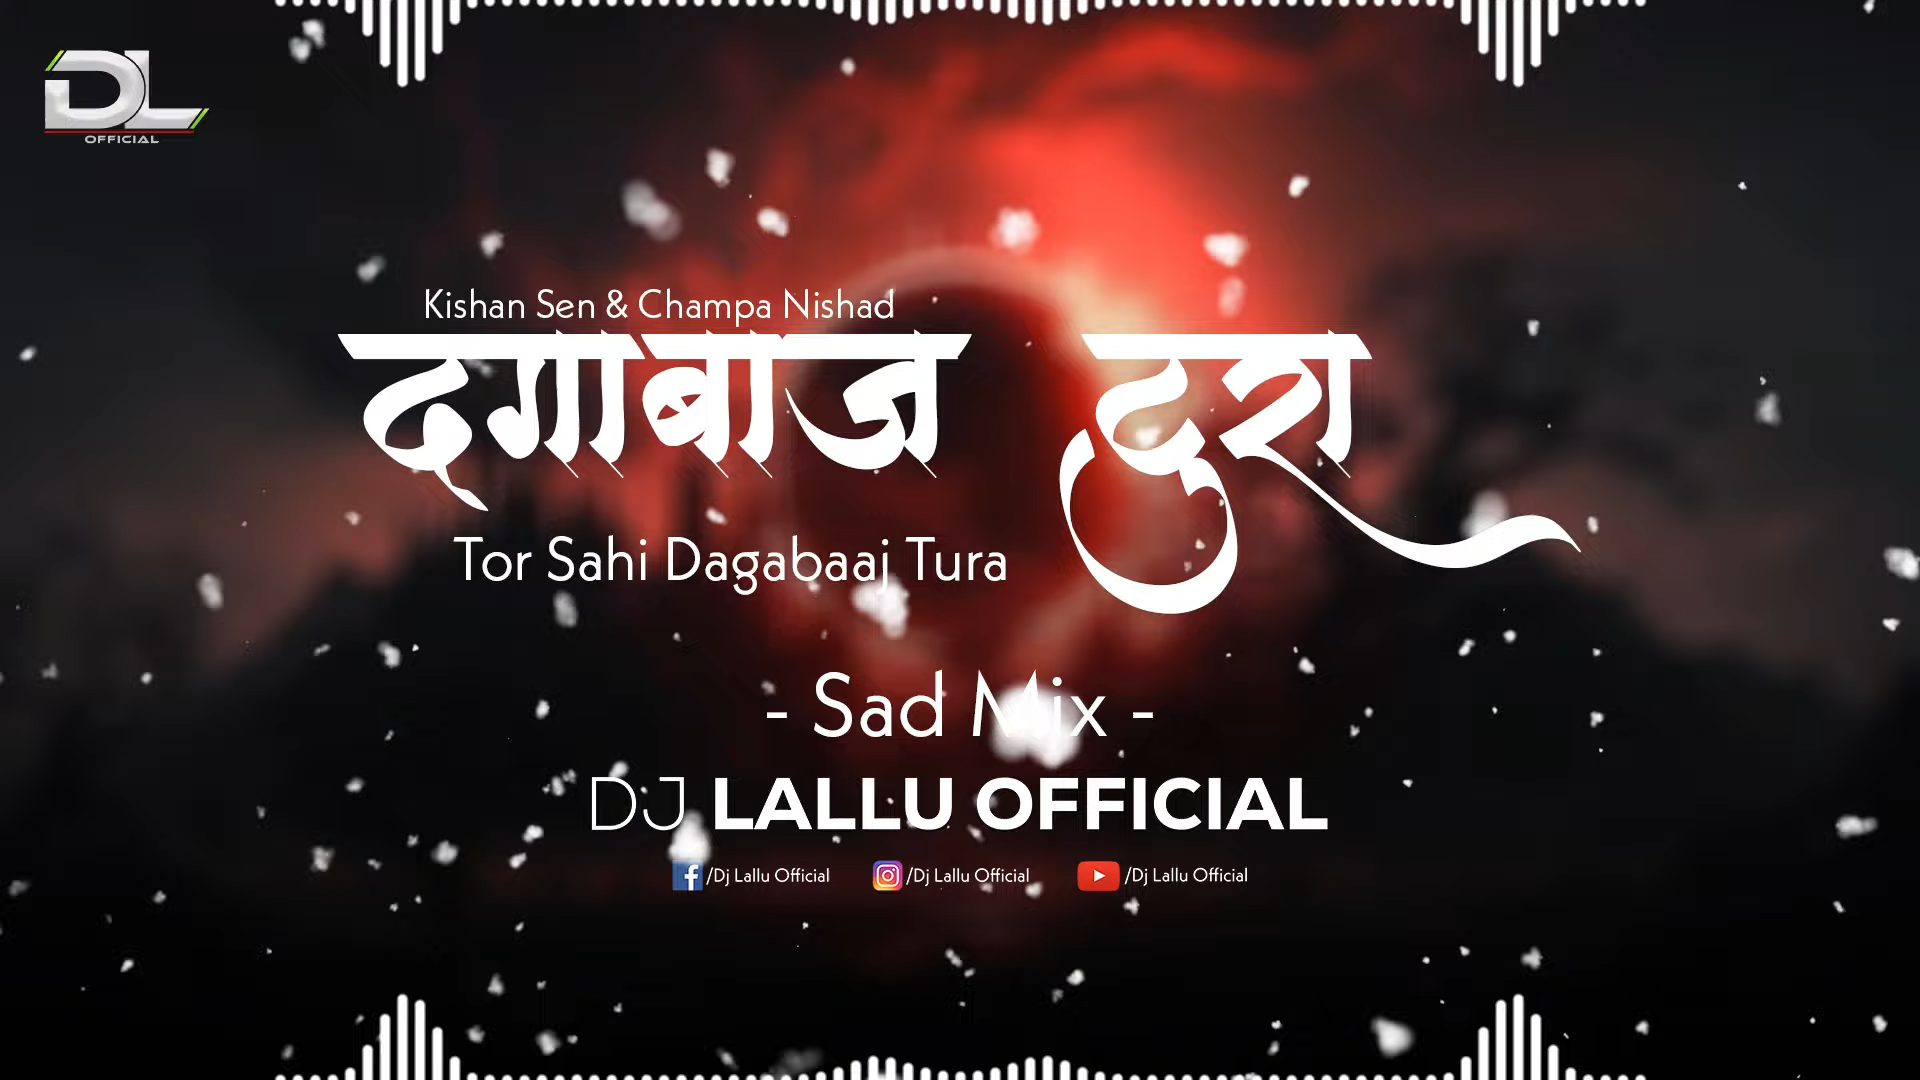 DL
OFFICIAL
Kishan Sen & Champa Nishad
दगाबाज टुरा
Tor Sahi Dagabaaj Tura
- Sad Mix -
DJ LALLU OFFICIAL
/Dj Lallu Official /Dj Lallu Official /Dj Lallu Official